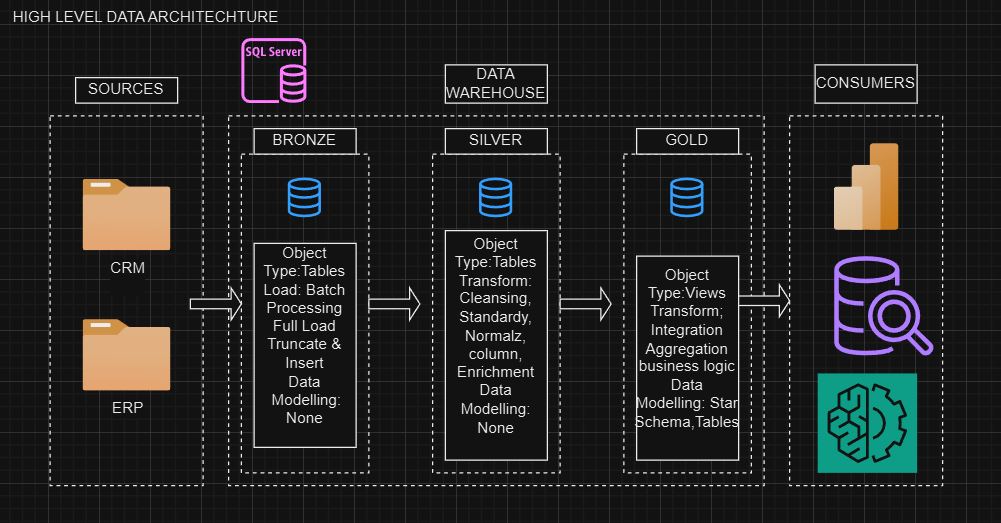 HIGH LEVEL DATA ARCHITECHTURE
SQL Server
SOURCES
DATA
WAREHOUSE
CONSUMERS
BRONZE
SILVER
GOLD
CRM
ERP
Object
Type:Tables
Load: Batch
Processing
Full Load
Truncate &
Insert
Data
Modelling:
None
Object
Type:Tables
Transform:
Cleansing,
Standardy,
Normalz,
column,
Enrichment
Data
Modelling:
None
Object
Type:Views
Transform;
Integration
Aggregation
business logic
Data
Modelling: Star
Schema,Tables